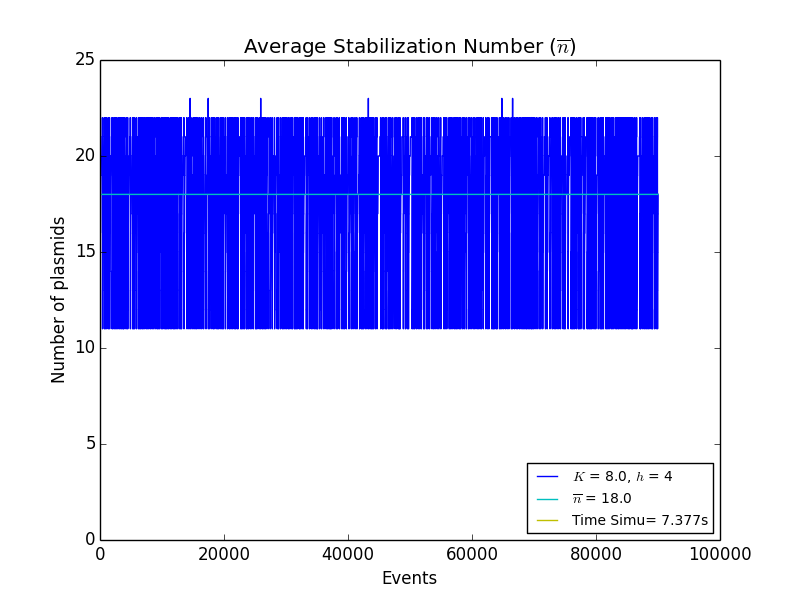 Average Stabilization Number (n̅)
25
20
15
10
5
0
Number of plasmids
0 20000 40000 60000 80000 100000
Events
K = 8.0, h = 4
n̅ = 18.0
Time Simu= 7.377s